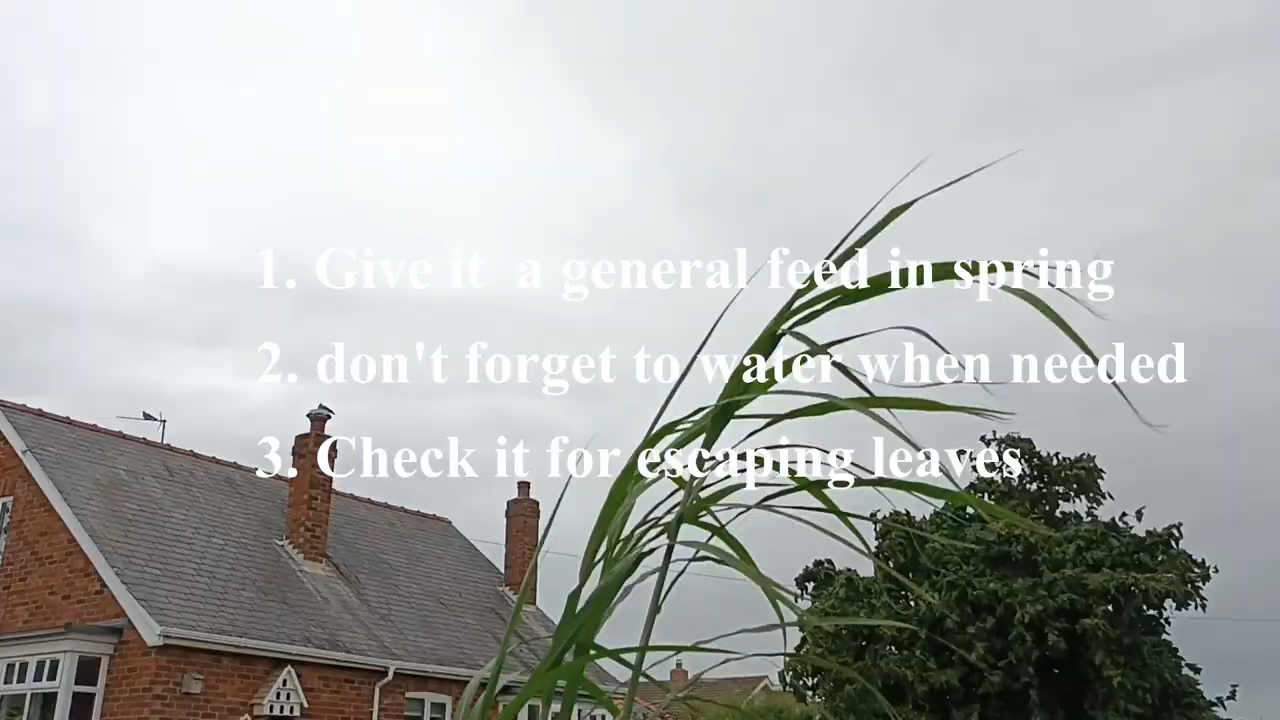 1. Give it a general feed in spring
2. don't forget to water when needed
3. Check it for escaping leaves